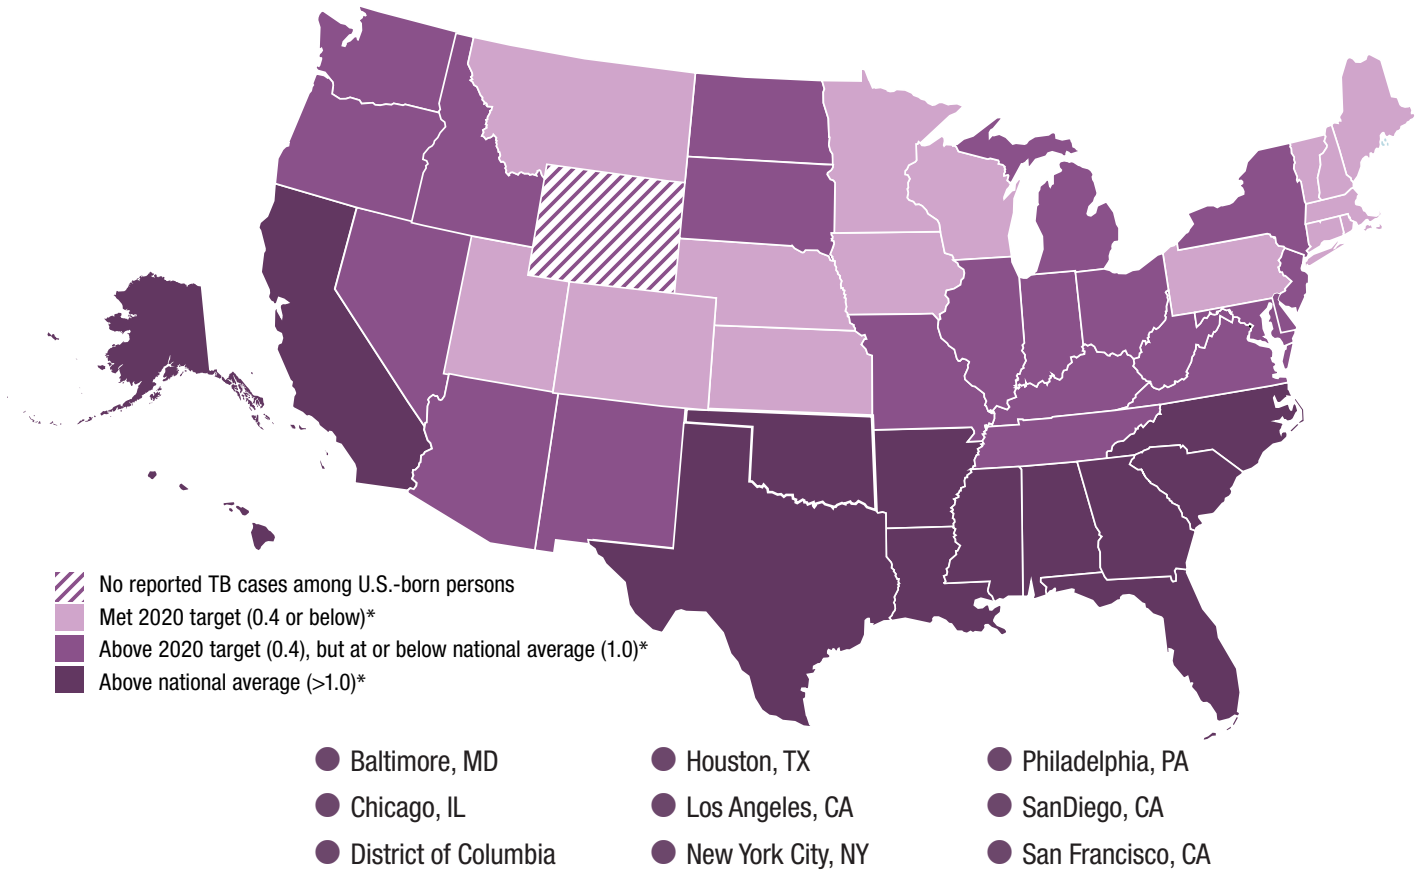 No reported TB cases among U.S.-born persons
Met 2020 target (0.4 or below)*
Above 2020 target (0.4), but at or below national average (1.0)*
Above national average (>1.0)*
Baltimore, MD
Houston, TX
Philadelphia, PA
Chicago, IL
Los Angeles, CA
SanDiego, CA
District of Columbia
New York City, NY
San Francisco, CA